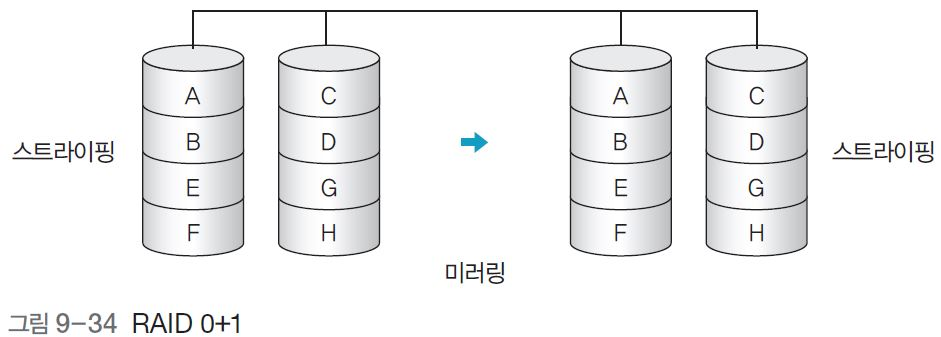 A C A C
스트라이핑 B D B D 스트라이핑
E G E G
F H F H
미러링
그림 9-34 RAID 0+1